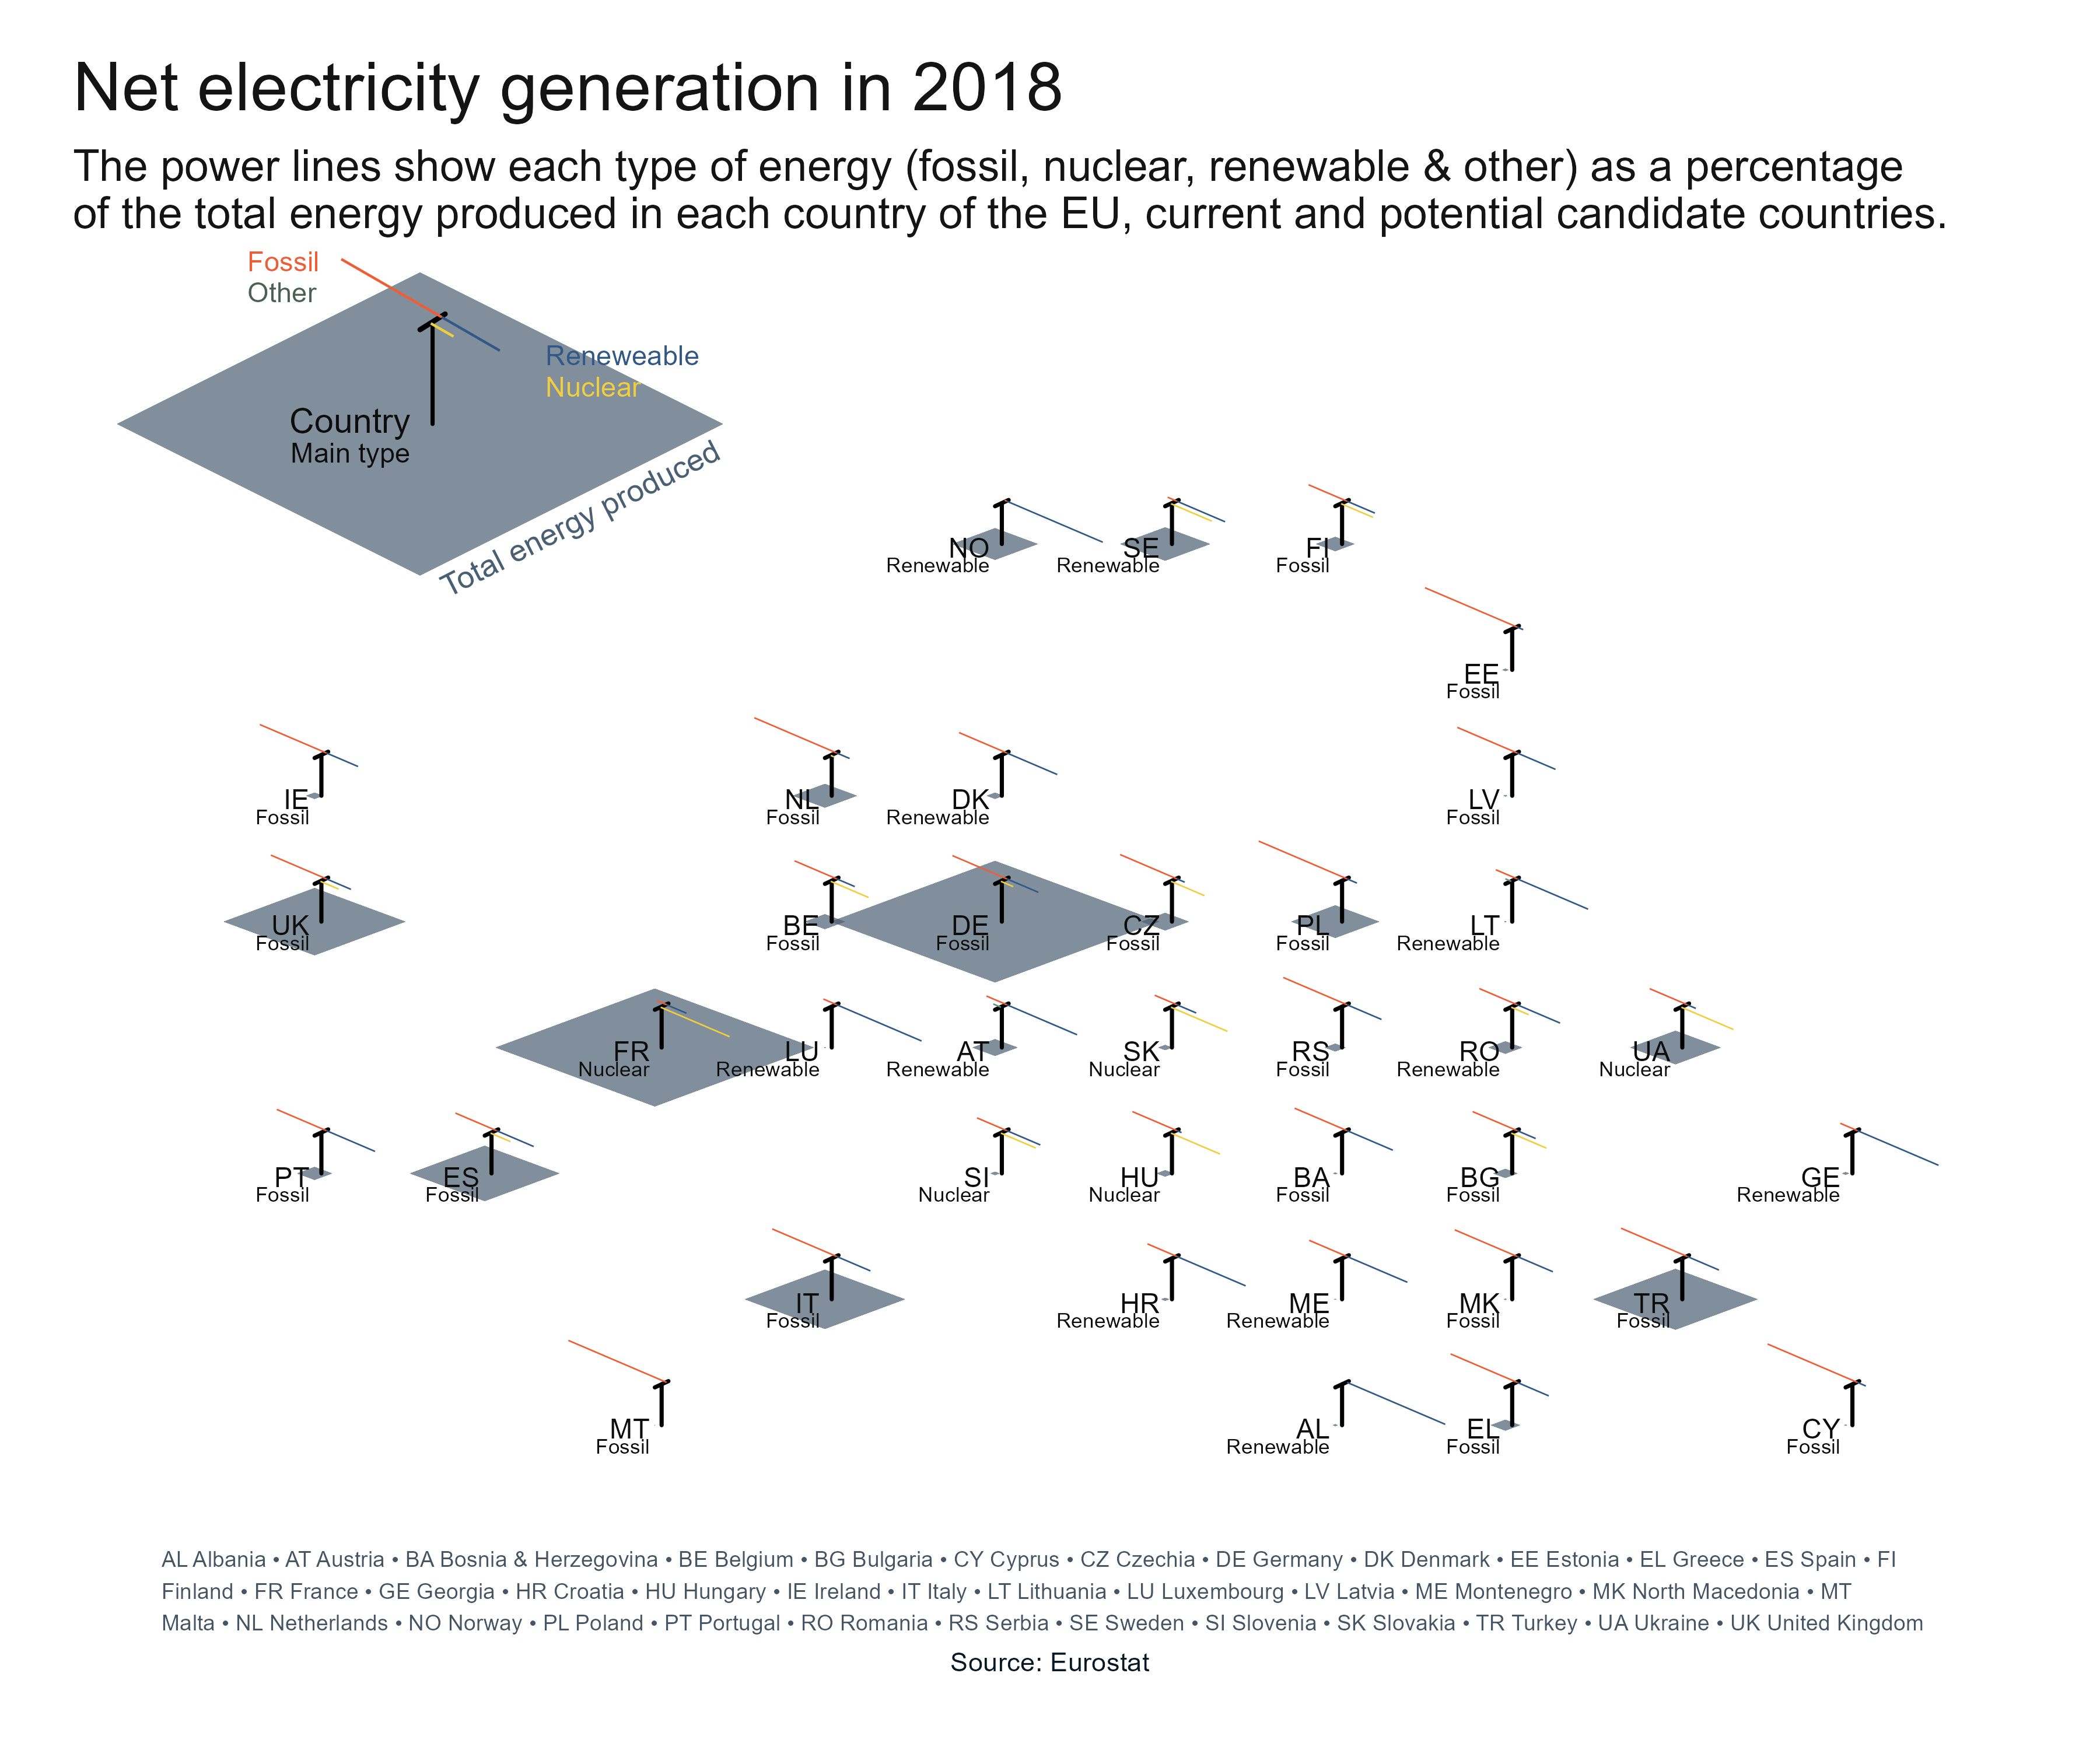 Net electricity generation in 2018
The power lines show each type of energy (fossil, nuclear, renewable & other) as a percentage
of the total energy produced in each country of the EU, current and potential candidate countries.
Fossil
Other
Reneweable
Nuclear
Country
Main type
Total energy produced
NO
Renewable
SE
Renewable
FI
Fossil
EE
Fossil
IE
Fossil
NL
Fossil
DK
Renewable
LV
Fossil
UK
Fossil
BE
Fossil
DE
Fossil
CZ
Fossil
PL
Fossil
LT
Renewable
FR
Nuclear
LU
Renewable
AT
Renewable
SK
Nuclear
RS
Fossil
RO
Renewable
UA
Nuclear
PT
Fossil
ES
Fossil
SI
Nuclear
HU
Nuclear
BA
Fossil
BG
Fossil
GE
Renewable
IT
Fossil
HR
Renewable
ME
Renewable
MK
Fossil
TR
Fossil
MT
Fossil
AL
Renewable
EL
Fossil
CY
Fossil
AL Albania • AT Austria • BA Bosnia & Herzegovina • BE Belgium • BG Bulgaria • CY Cyprus • CZ Czechia • DE Germany • DK Denmark • EE Estonia • EL Greece • ES Spain • FI
Finland • FR France • GE Georgia • HR Croatia • HU Hungary • IE Ireland • IT Italy • LT Lithuania • LU Luxembourg • LV Latvia • ME Montenegro • MK North Macedonia • MT
Malta • NL Netherlands • NO Norway • PL Poland • PT Portugal • RO Romania • RS Serbia • SE Sweden • SI Slovenia • SK Slovakia • TR Turkey • UA Ukraine • UK United Kingdom
Source: Eurostat